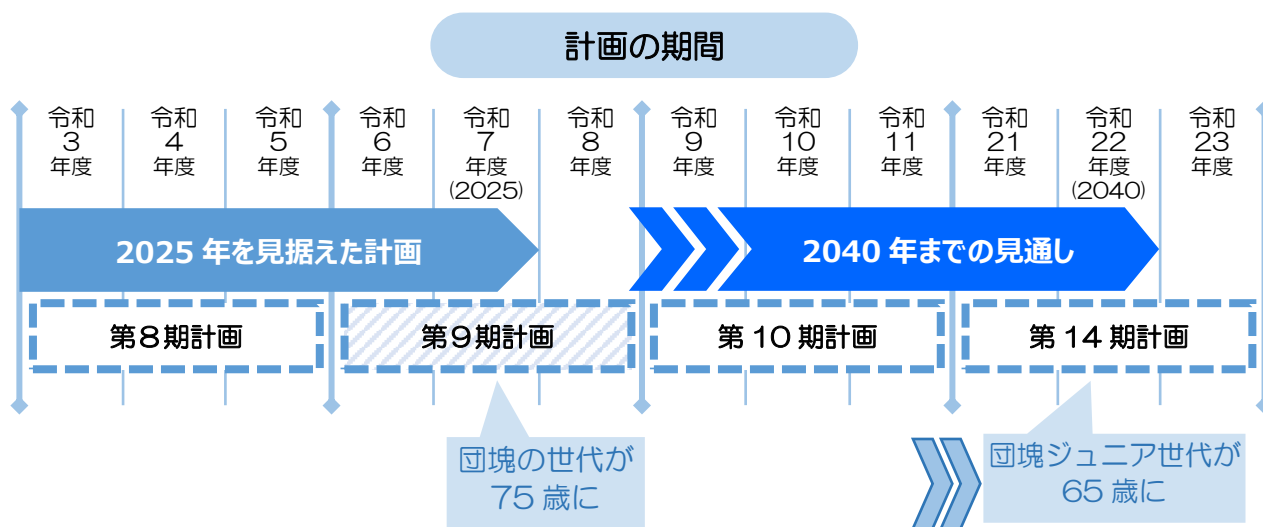 計画の期間
令和
3
年度
令和
4
年度
令和
5
年度
令和
6
年度
令和
7
年度
(2025)
令和
8
年度
令和
9
年度
令和
10
年度
令和
11
年度
令和
21
年度
令和
22
年度
(2040)
令和
23
年度
2025 年を見据えた計画
2040 年までの見通し
第8期計画
第9期計画
第 10 期計画
第 14 期計画
団塊の世代が
75 歳に
団塊ジュニア世代が
65 歳に